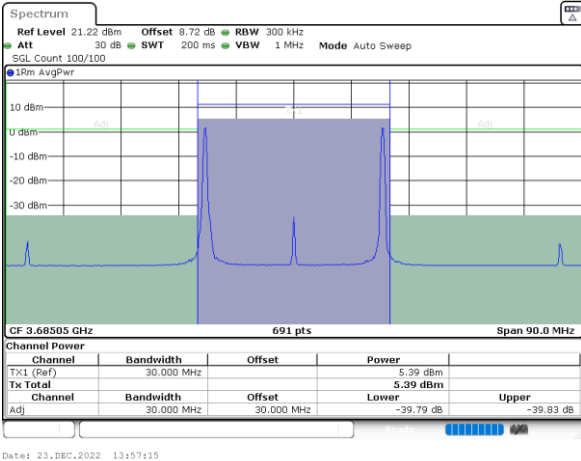 Spectrum
Ref Level 21.22 dBm Offset 8.72 dB RBW 300 kHz
Att 30 dB SWT 200 ms VBW 1 MHz Mode Auto Sweep
SGL Count 100/100
1Rm AvgPwr
10 dBm
Adj
Adj
0 dBm
-10 dBm
-20 dBm
-30 dBm
CF 3.68505 GHz 691 pts Span 90.0 MHz
Channel Power
Channel Bandwidth Offset Power
TX1 (Ref) 30.000 MHz 5.39 dBm
Tx Total 5.39 dBm
Channel Bandwidth Offset Lower Upper
Adj 30.000 MHz 30.000 MHz -39.79 dB -39.83 dB
Ready
Date: 23.DEC.2022 13:57:15